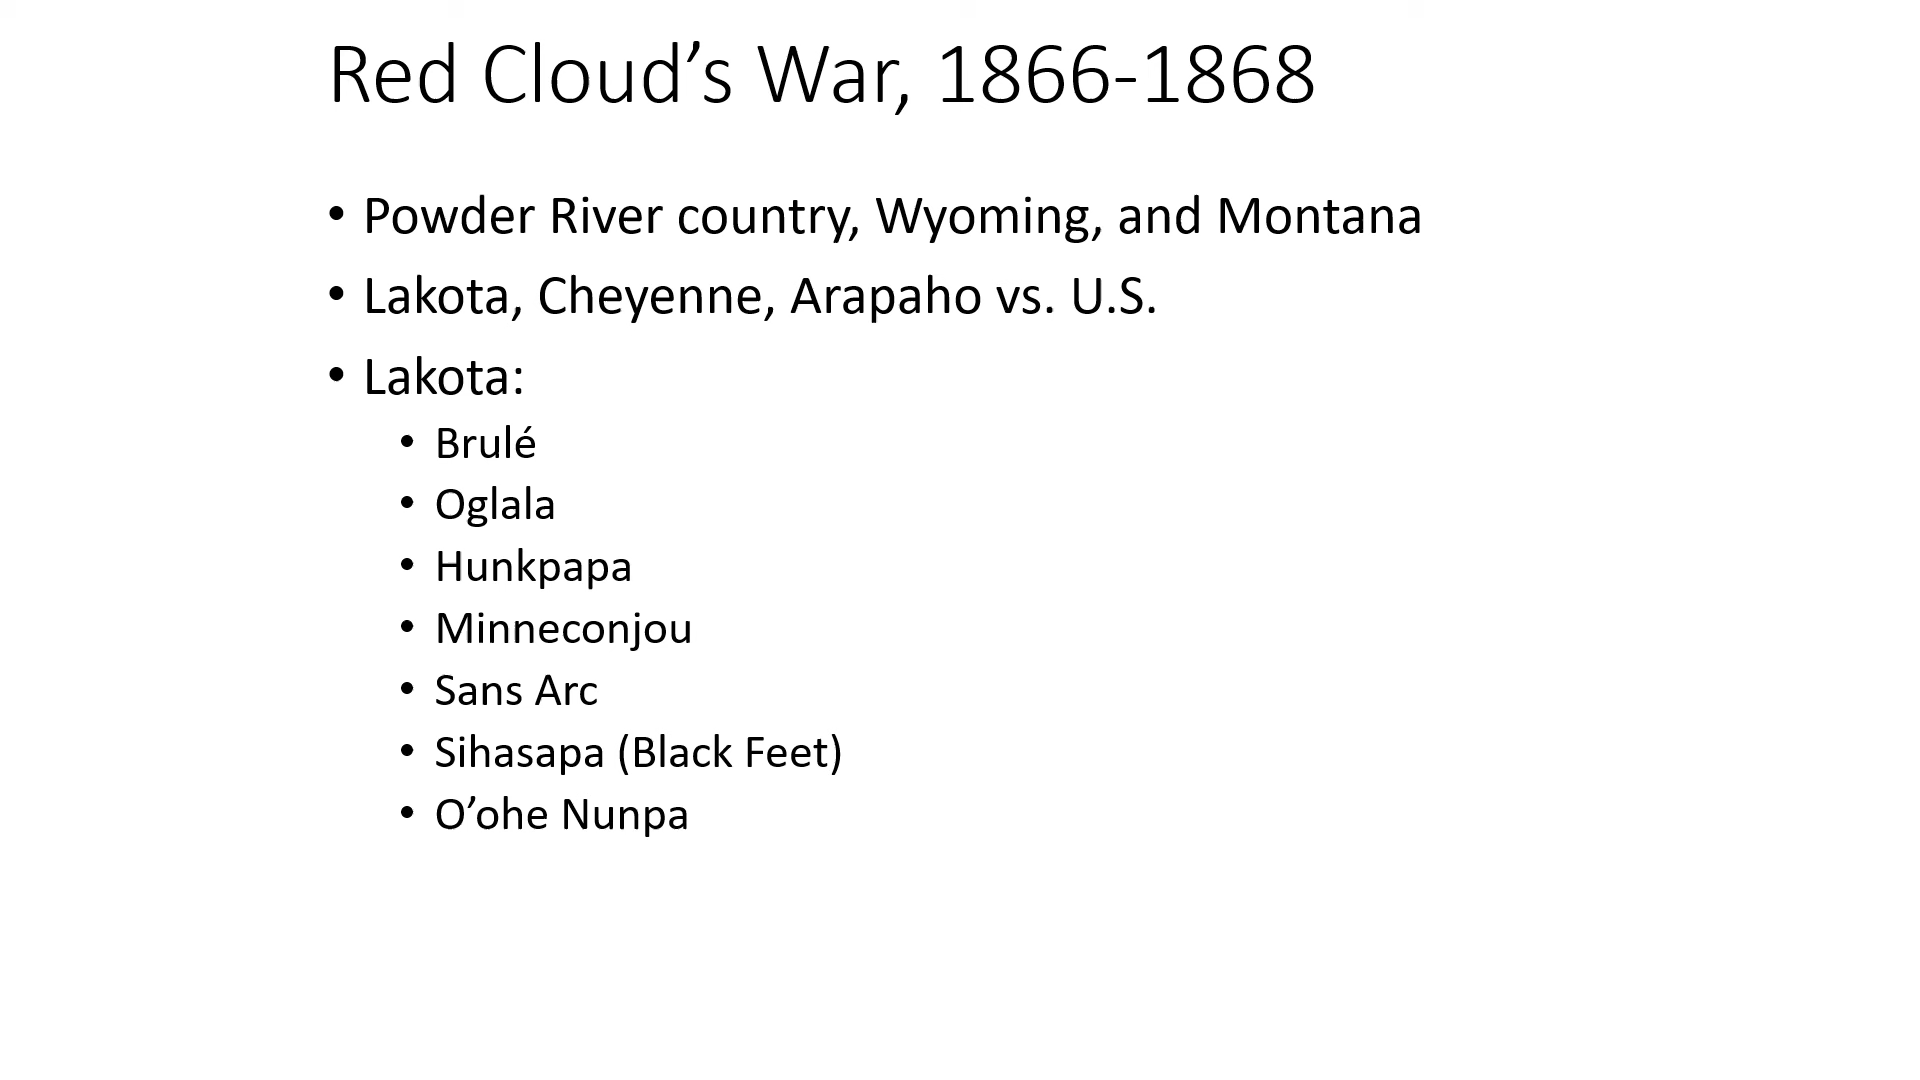 Red Cloud’s War, 1866-1868
• Powder River country, Wyoming, and Montana
• Lakota, Cheyenne, Arapaho vs. U.S.
• Lakota:
• Brulé
• Oglala
• Hunkpapa
• Minneconjou
• Sans Arc
• Sihasapa (Black Feet)
• O’ohe Nunpa